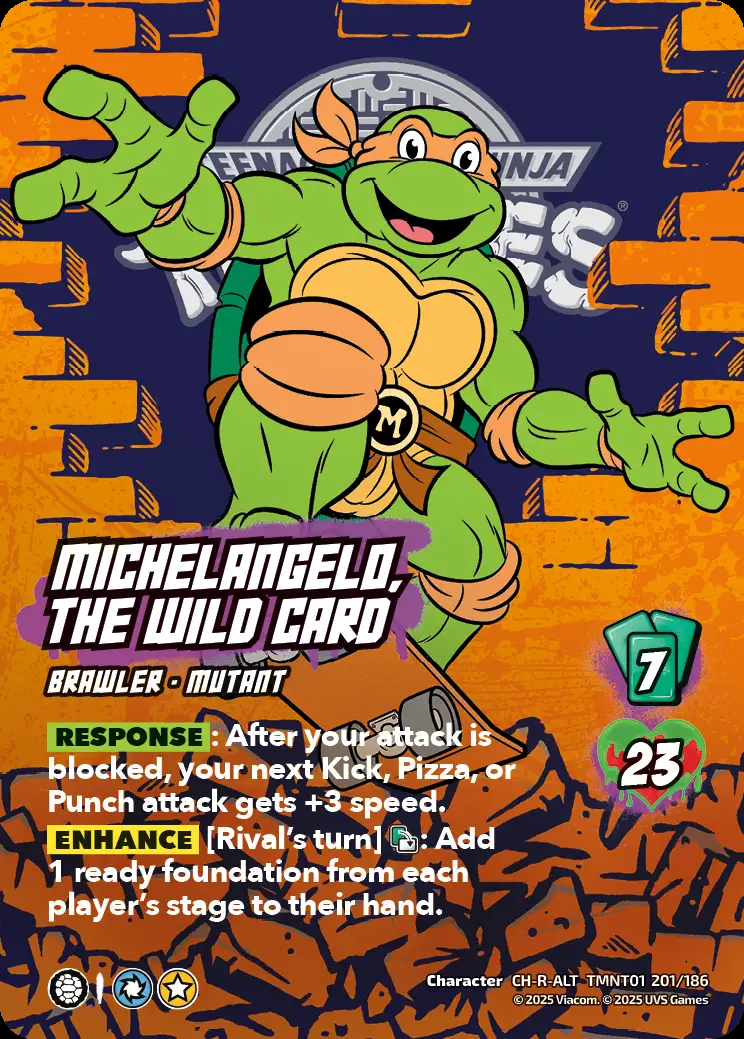 TEENA NINJA
T ES
®
M
MICHELANGELO,
THE WILD CARD
BRAWLER • MUTANT
7
23
RESPONSE: After your attack is
blocked, your next Kick, Pizza, or
Punch attack gets +3 speed.
ENHANCE [Rival's turn] : Add
1 ready foundation from each
player's stage to their hand.
Character CH-R-ALT TMNT01 201/186
© 2025 Viacom. © 2025 UVS Games